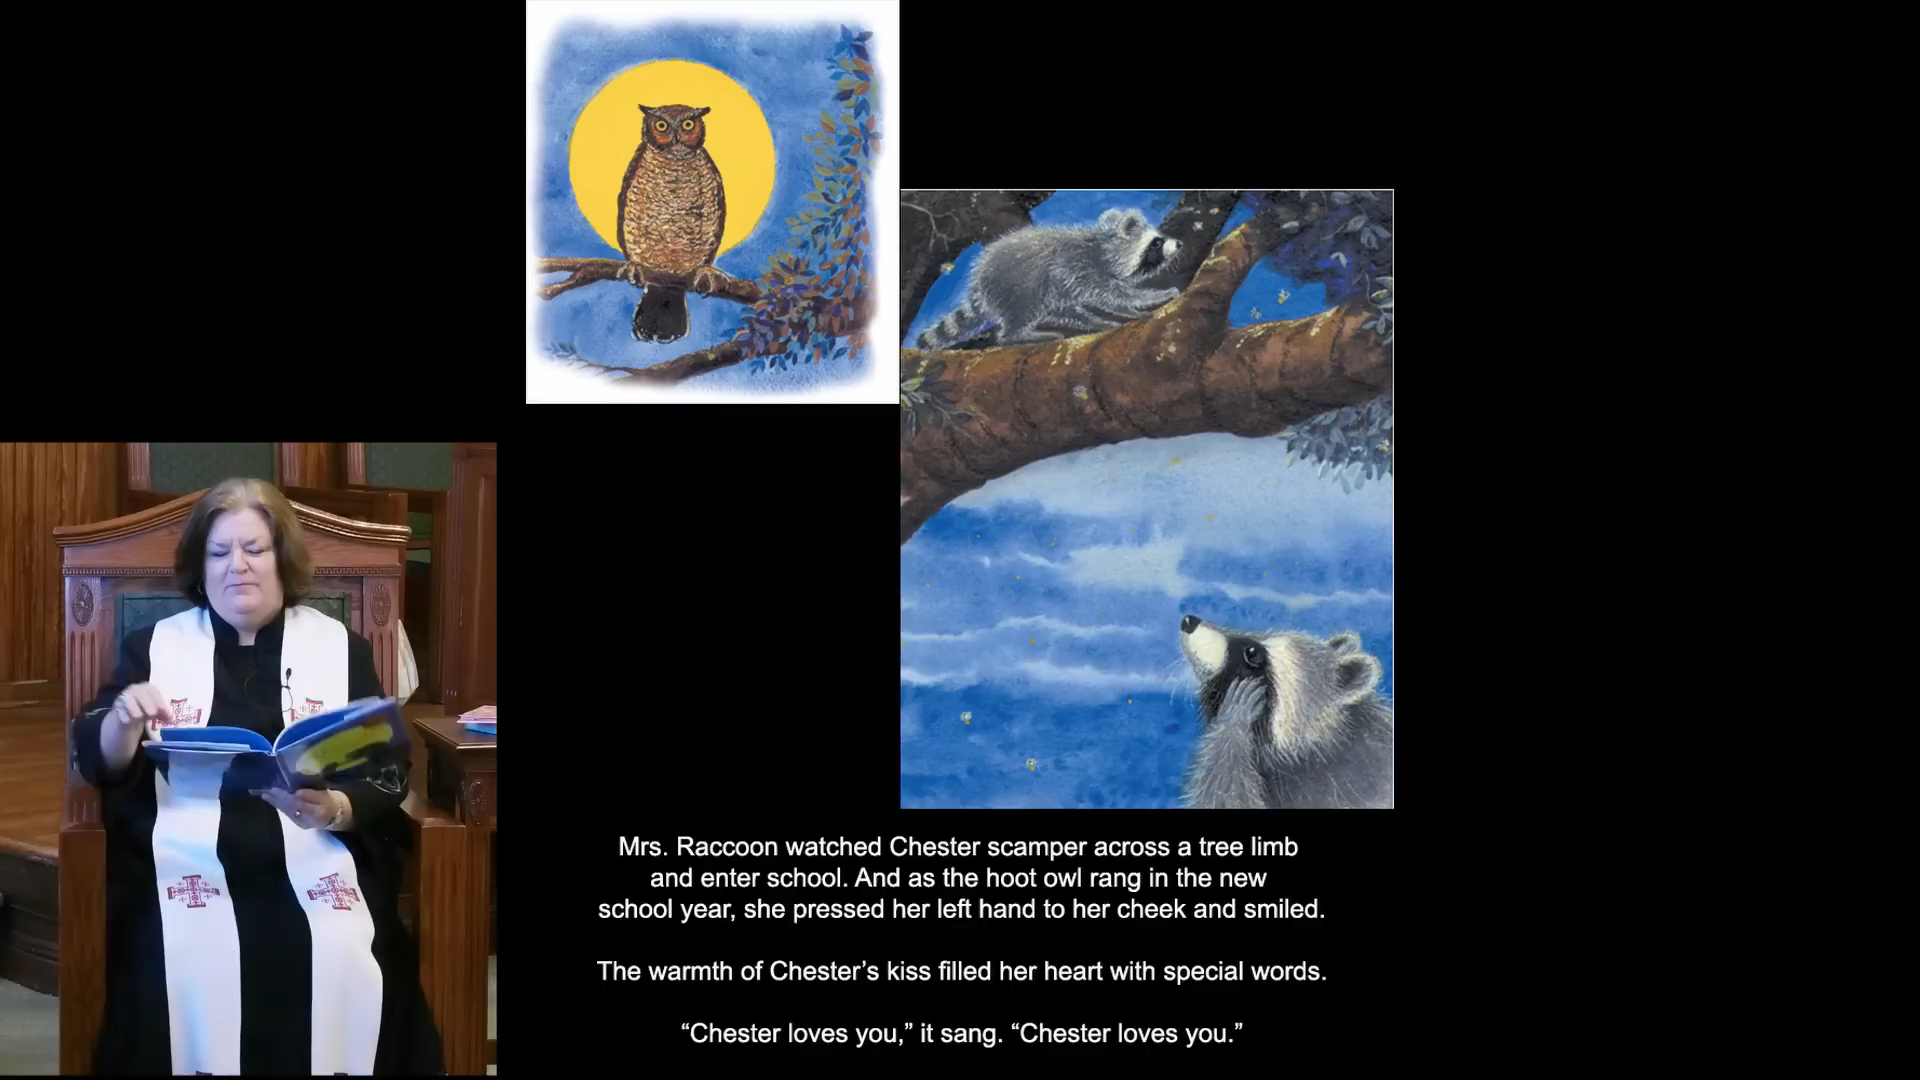 Mrs. Raccoon watched Chester scamper across a tree limb
and enter school. And as the hoot owl rang in the new
school year, she pressed her left hand to her cheek and smiled.
The warmth of Chester’s kiss filled her heart with special words.
“Chester loves you,” it sang. “Chester loves you.”